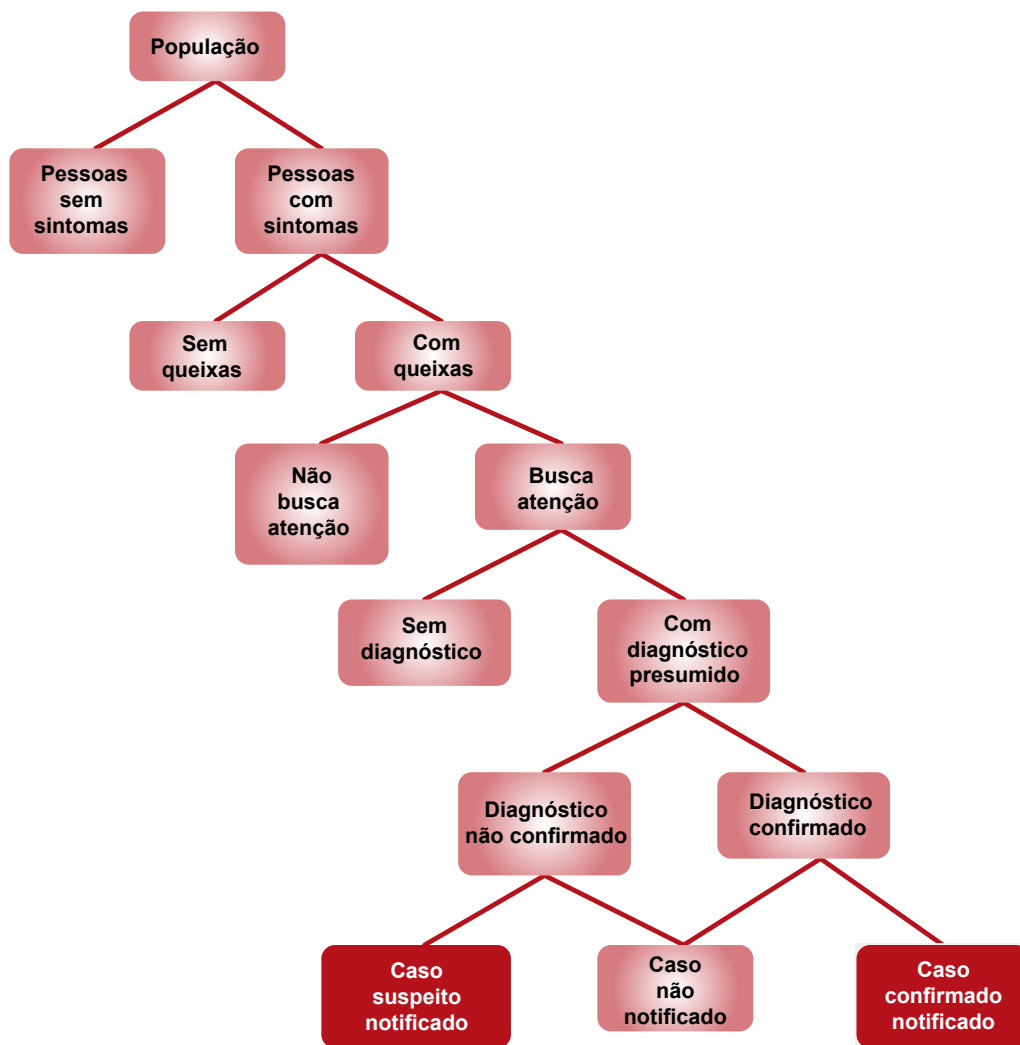 População
Pessoas
sem
sintomas
Pessoas
com
sintomas
Sem
queixas
Com
queixas
Não
busca
atenção
Busca
atenção
Sem
diagnóstico
Com
diagnóstico
presumido
Diagnóstico
não confirmado
Diagnóstico
confirmado
Caso
suspeito
notificado
Caso
não
notificado
Caso
confirmado
notificado